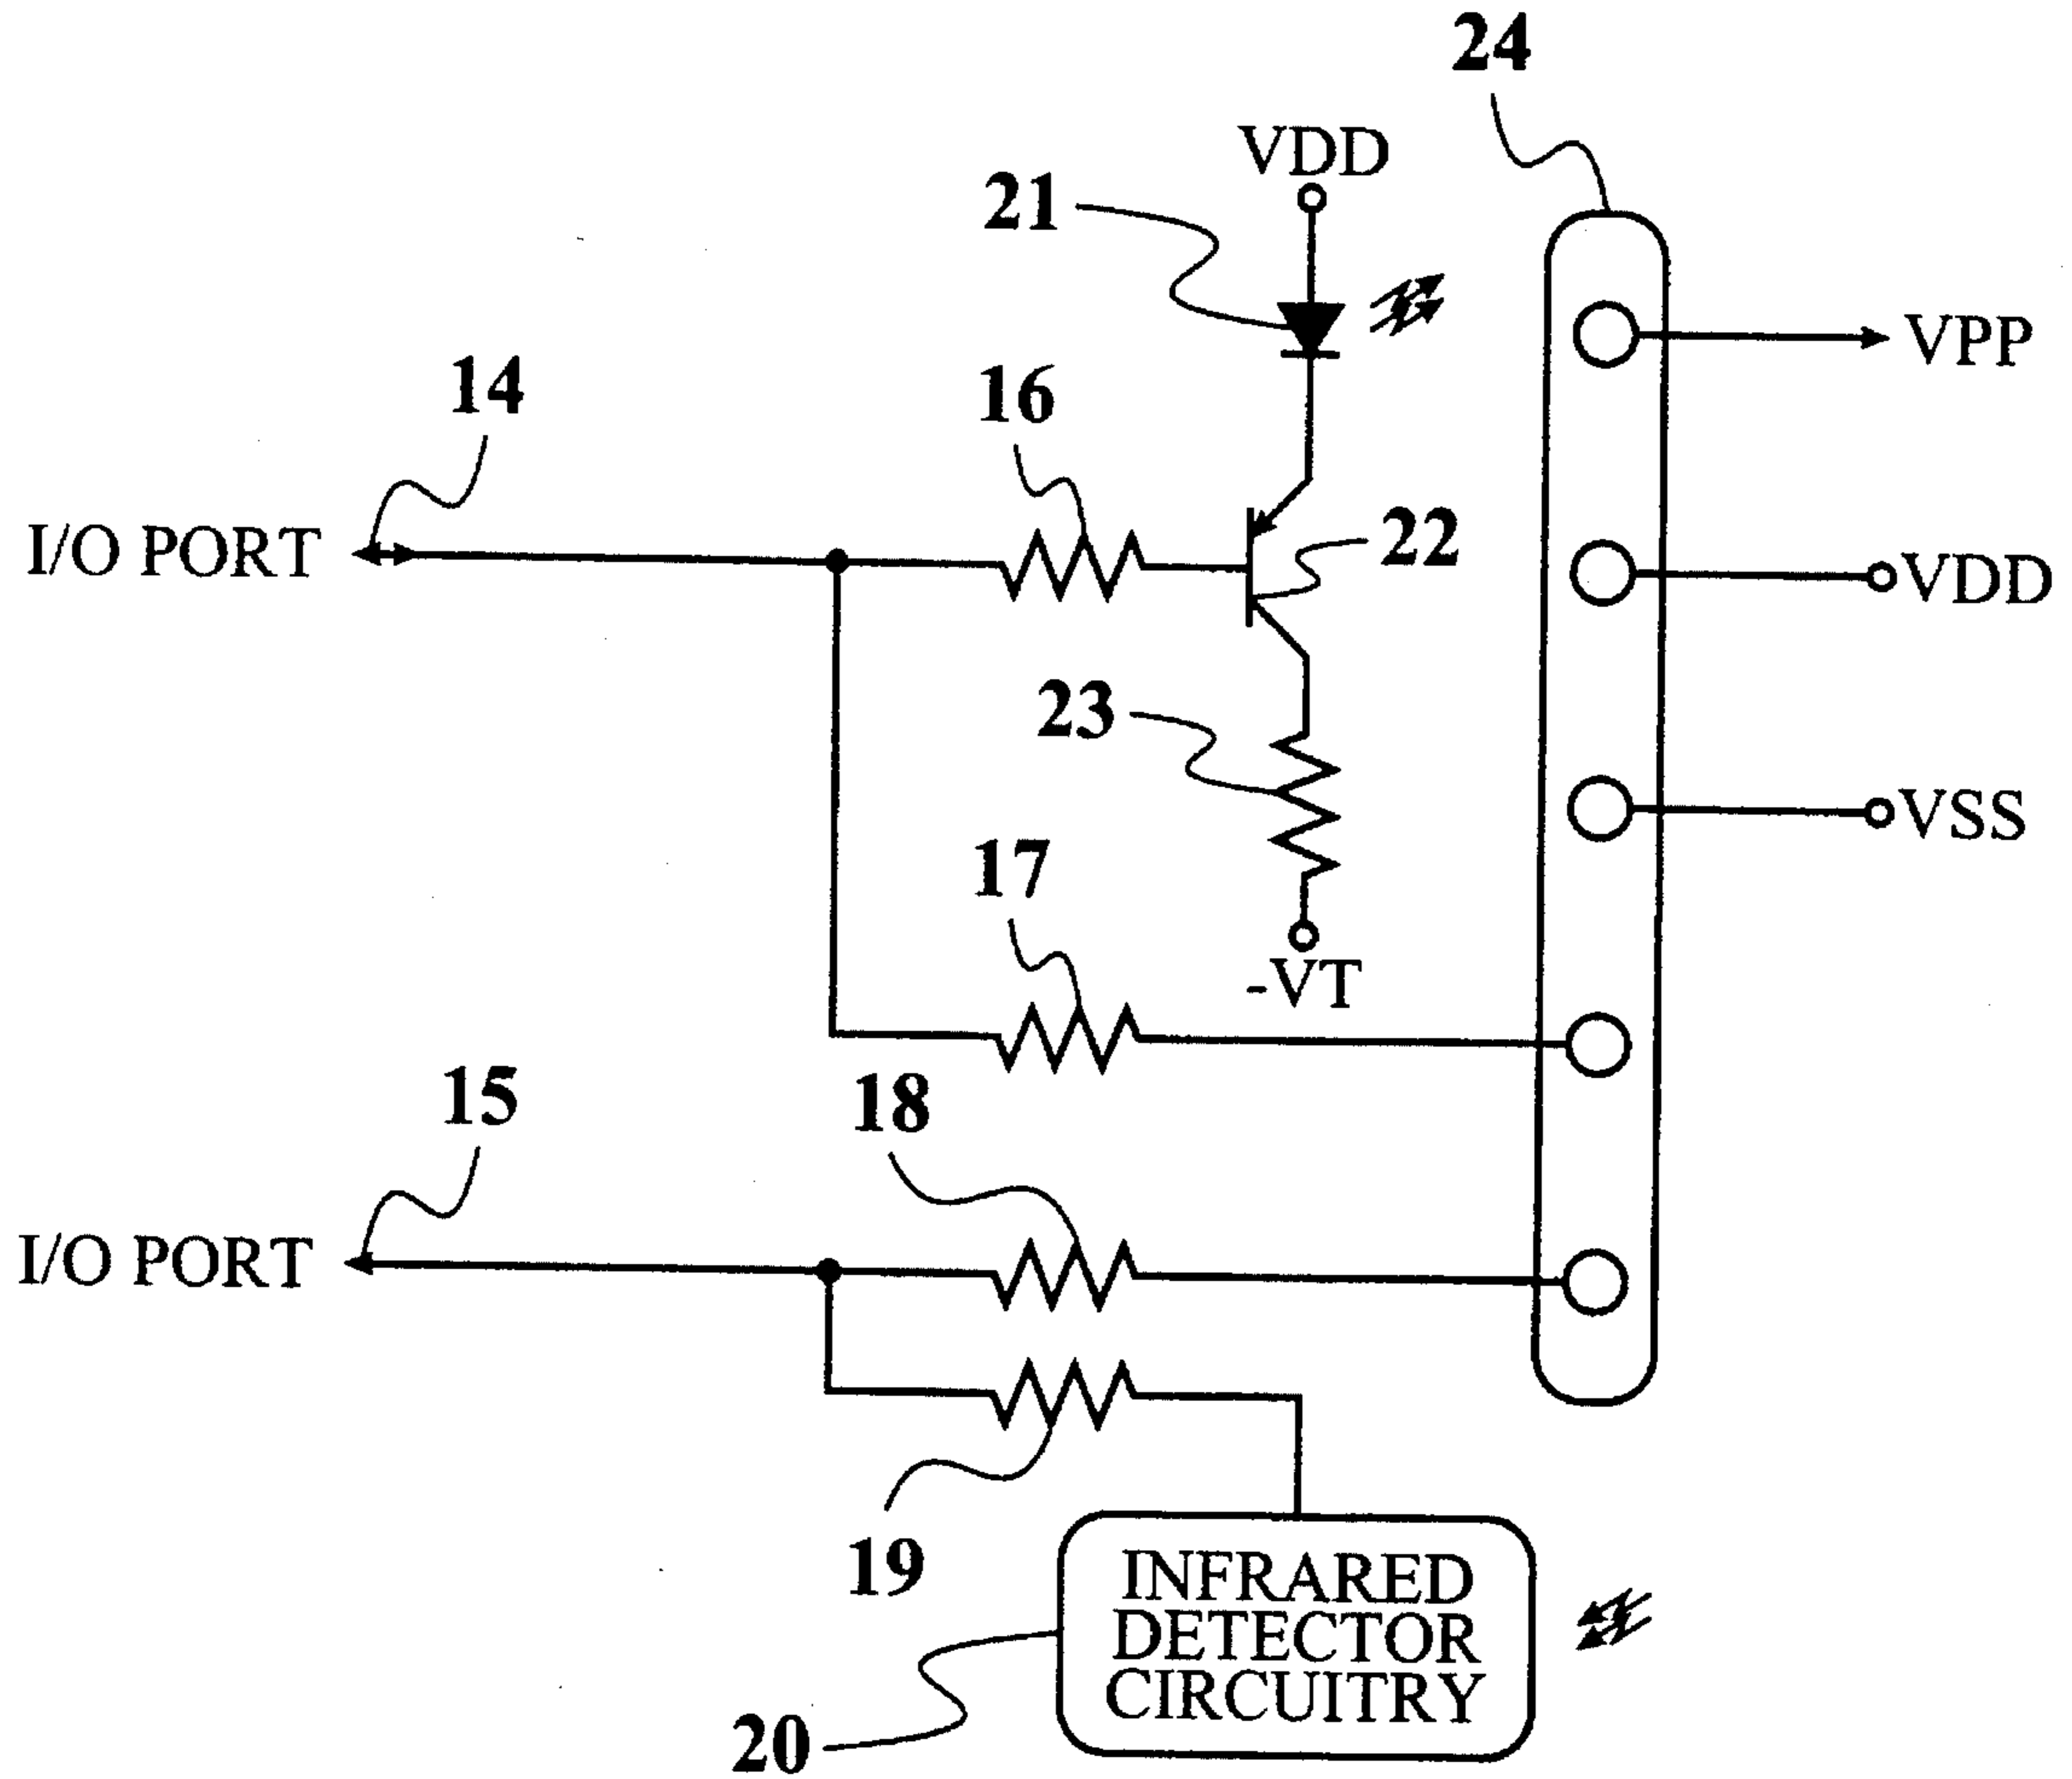 24
VDD
21
VPP
14
16
I/O PORT
22
VDD
23
VSS
17
-VT
15
18
I/O PORT
19
INFRARED
DETECTOR
CIRCUITRY
20